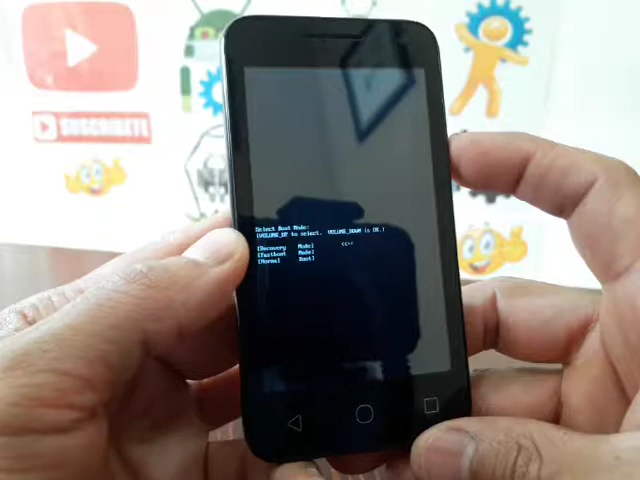 SUSCRIBETE
Select Boot Mode:
[VOLUME_UP to select.  VOLUME_DOWN is OK.]
[Recovery    Mode]         <<==
[Fastboot    Mode]
[Normal      Boot]